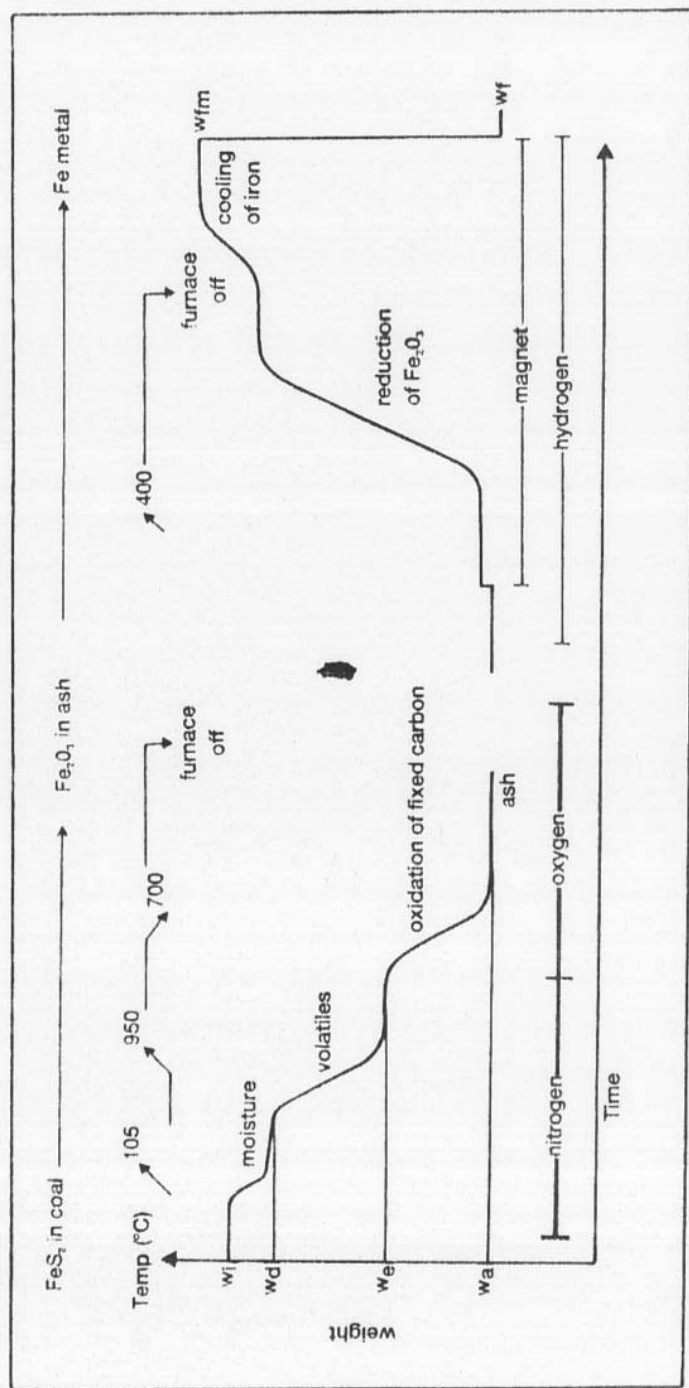 FeS₂ in coal
Fe₂O₃ in ash
Fe metal
Temp (°C)
105
950
700
furnace
off
400
furnace
off
weight
wi
wd
we
wa
moisture
volatiles
oxidation of fixed carbon
ash
reduction
of Fe₂O₃
cooling
of iron
wfm
wf
magnet
nitrogen
oxygen
hydrogen
Time